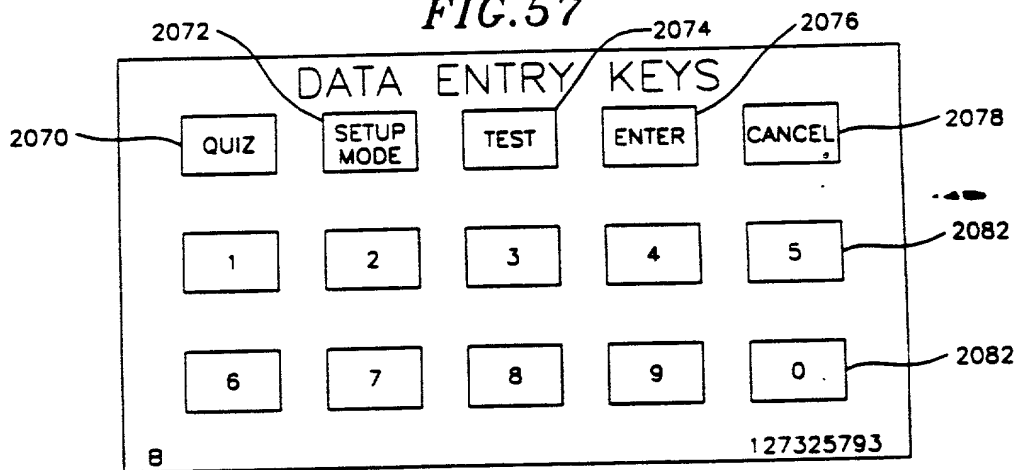 FIG.57
2072 2074 2076
DATA ENTRY KEYS
2070 QUIZ SETUP MODE TEST ENTER CANCEL 2078
1 2 3 4 5 2082
6 7 8 9 0 2082
8 127325793